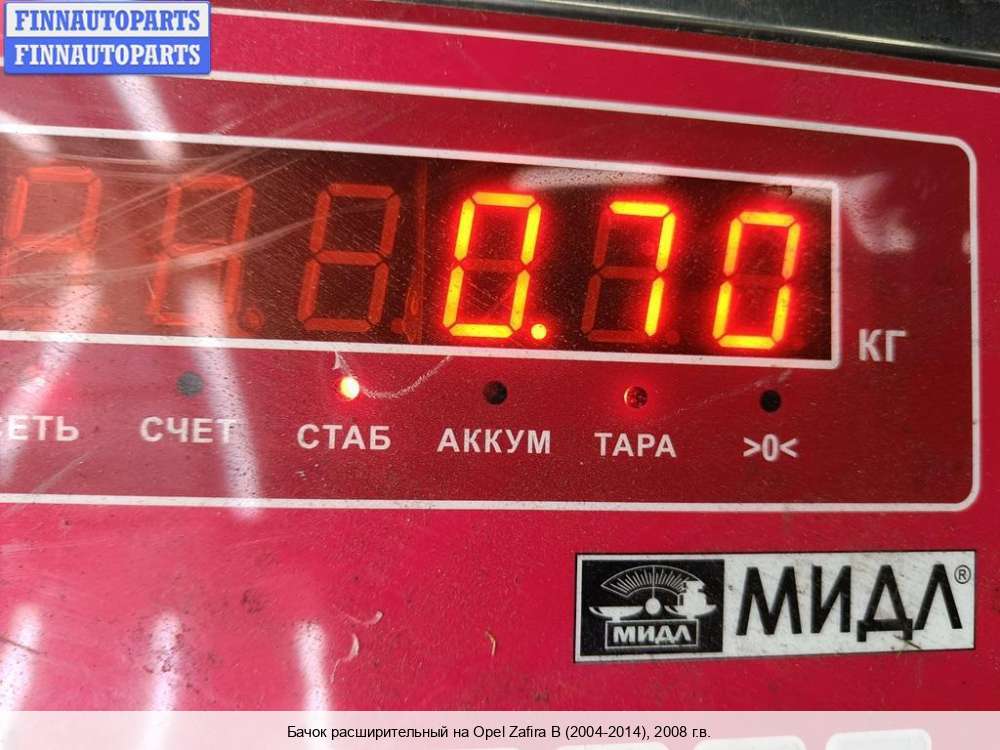 FINNAUTOPARTS
FINNAUTOPARTS
0.70
КГ
СЕТЬ СЧЕТ СТАБ АККУМ ТАРА >0<
МИДЛ МИДЛ®
Бачок расширительный на Opel Zafira B (2004-2014), 2008 г.в.